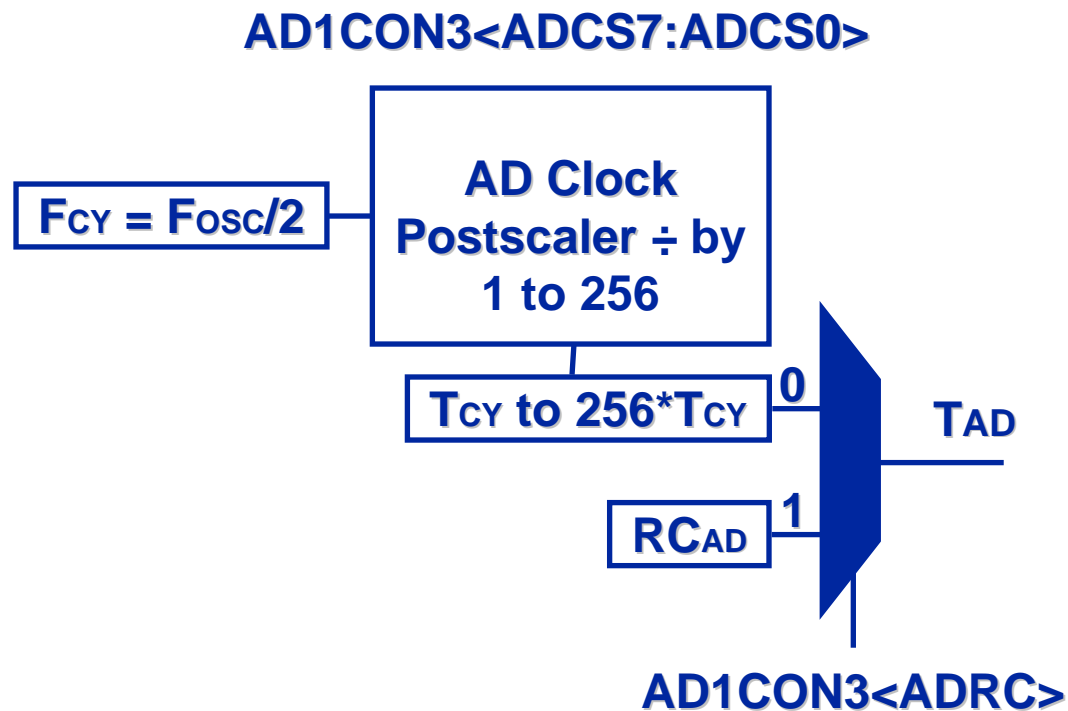 AD1CON3<ADCS7:ADCS0>
AD Clock
Postscaler ÷ by
1 to 256
FCY = FOSC/2
TCY to 256*TCY
0
TAD
RCAD
1
AD1CON3<ADRC>